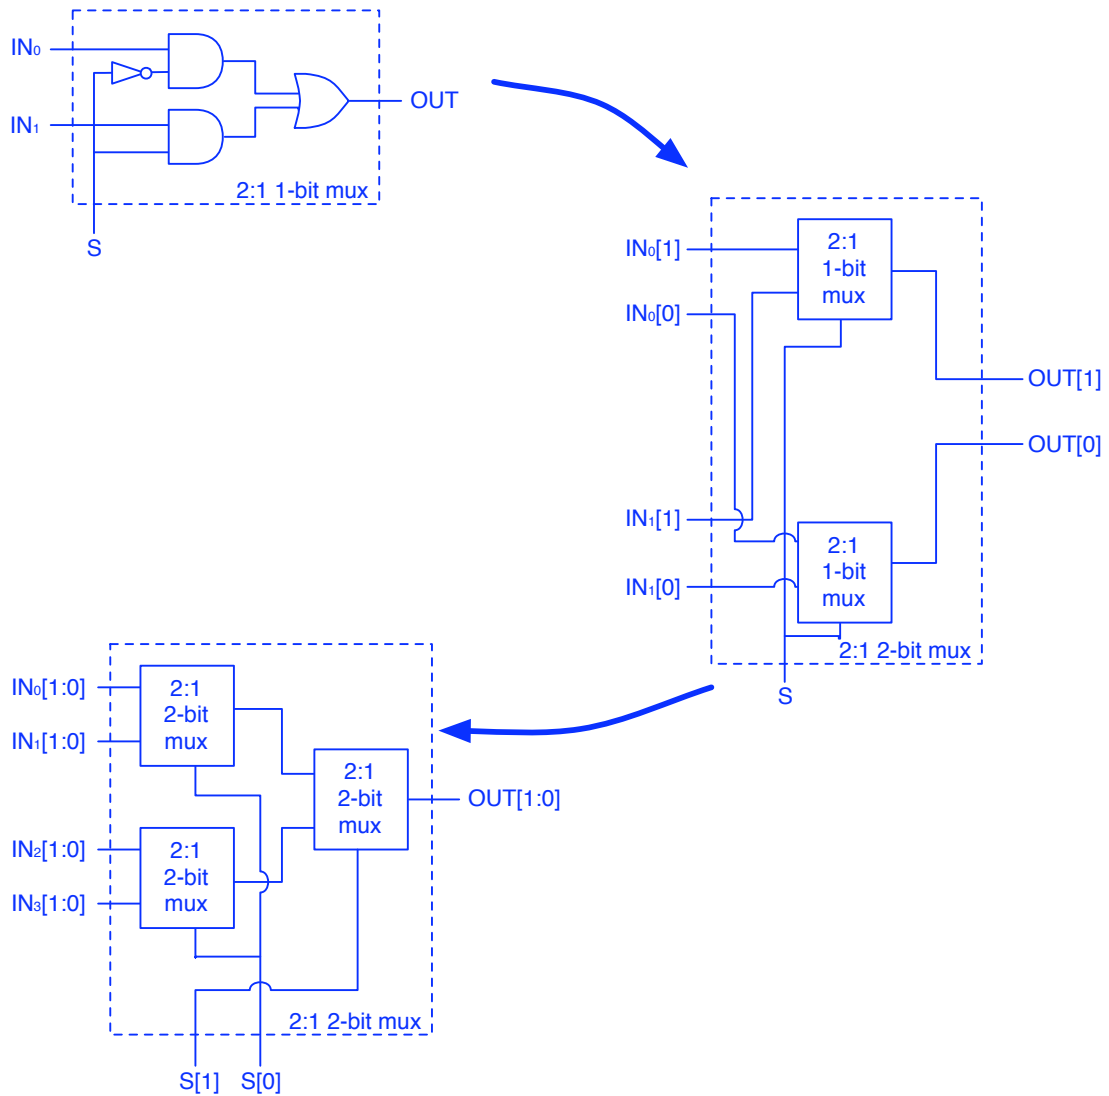 IN₀
IN₁
OUT
2:1 1-bit mux
S
IN₀[1]
IN₀[0]
2:1
1-bit
mux
OUT[1]
OUT[0]
IN₁[1]
IN₁[0]
2:1
1-bit
mux
2:1 2-bit mux
S
IN₀[1:0]
IN₁[1:0]
2:1
2-bit
mux
2:1
2-bit
mux
OUT[1:0]
IN₂[1:0]
IN₃[1:0]
2:1
2-bit
mux
2:1 2-bit mux
S[1]
S[0]